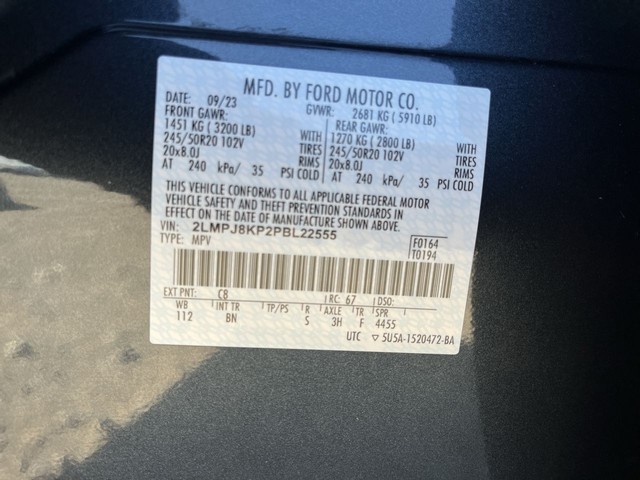 MFD. BY FORD MOTOR CO.
DATE: 09/23 GVWR: 2681 KG ( 5910 LB)
FRONT GAWR: REAR GAWR:
1451 KG ( 3200 LB) WITH 1270 KG ( 2800 LB) WITH
245/50R20 102V TIRES 245/50R20 102V TIRES
20x8.0J RIMS 20x8.0J RIMS
AT 240 kPa/ 35 PSI COLD AT 240 kPa/ 35 PSI COLD
THIS VEHICLE CONFORMS TO ALL APPLICABLE FEDERAL MOTOR
VEHICLE SAFETY AND THEFT PREVENTION STANDARDS IN
EFFECT ON THE DATE OF MANUFACTURE SHOWN ABOVE.
VIN: 2LMPJ8KP2PBL22555 F0164
TYPE: MPV T0194
EXT PNT: C8 RC: 67 DSO:
WB INT TR TP/PS R AXLE TR SPR
112 BN S 3H F 4455
UTC ▽ 5U5A-1520472-BA